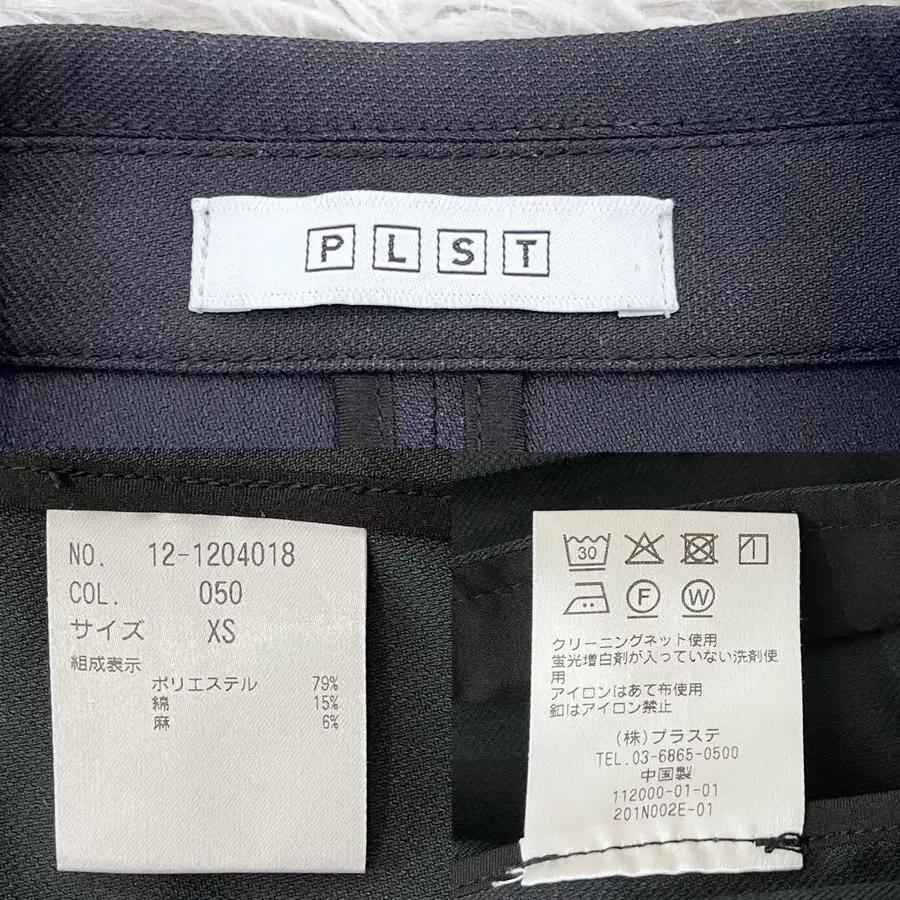 PLST
NO. 12-1204018
COL. 050
サイズ XS
組成表示
ポリエステル 79%
綿 15%
麻 6%
30
F W
クリーニングネット使用
蛍光増白剤が入っていない洗剤使
用
アイロンはあて布使用
釦はアイロン禁止
(株)プラステ
TEL.03-6865-0500
中国製
112000-01-01
201N002E-01